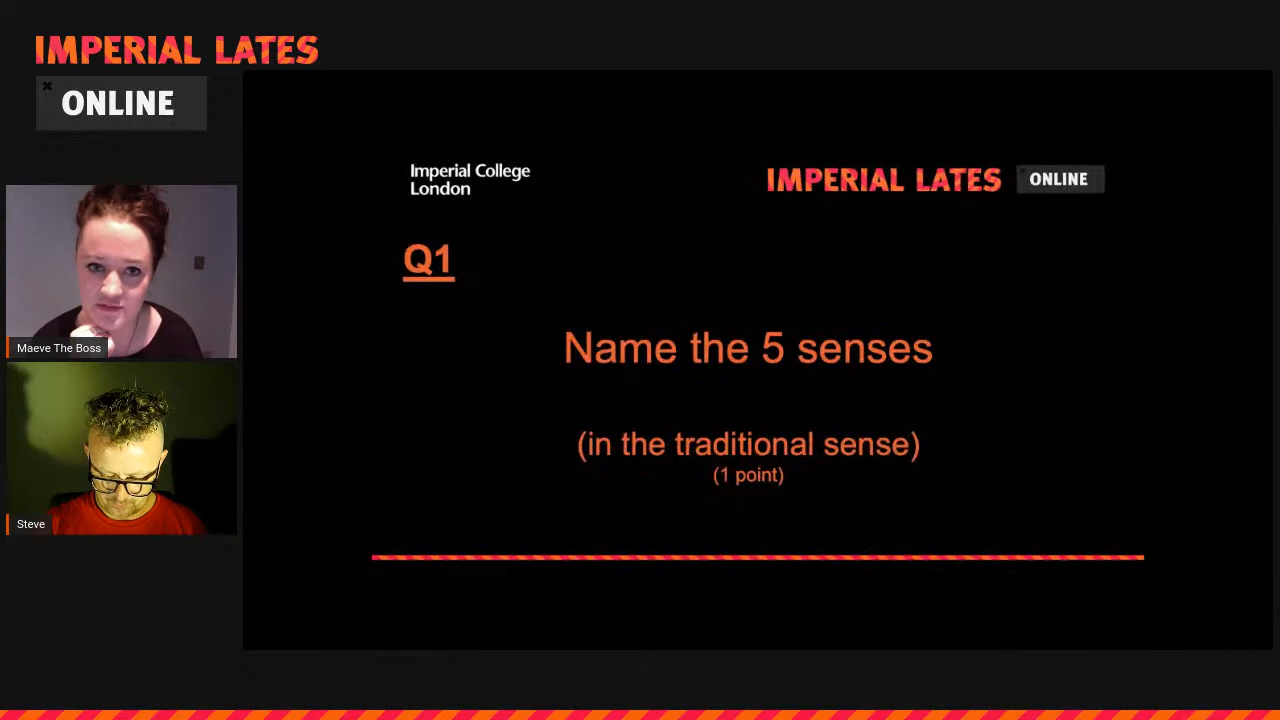 IMPERIAL LATES
ONLINE
Imperial College
London
IMPERIAL LATES ONLINE
Q1
Name the 5 senses
(in the traditional sense)
(1 point)
Maeve The Boss
Steve